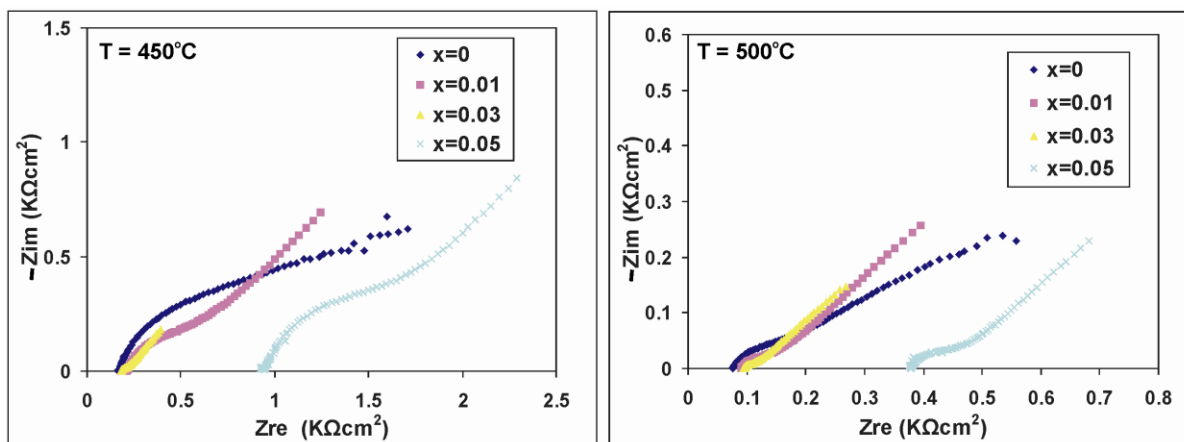 T = 450°C
x=0
x=0.01
x=0.03
x=0.05
1.5
1
0.5
0
−Zim (KΩcm²)
0 0.5 1 1.5 2 2.5
Zre (KΩcm²)
T = 500°C
x=0
x=0.01
x=0.03
x=0.05
0.6
0.5
0.4
0.3
0.2
0.1
0
−Zim (KΩcm²)
0 0.1 0.2 0.3 0.4 0.5 0.6 0.7 0.8
Zre (KΩcm²)